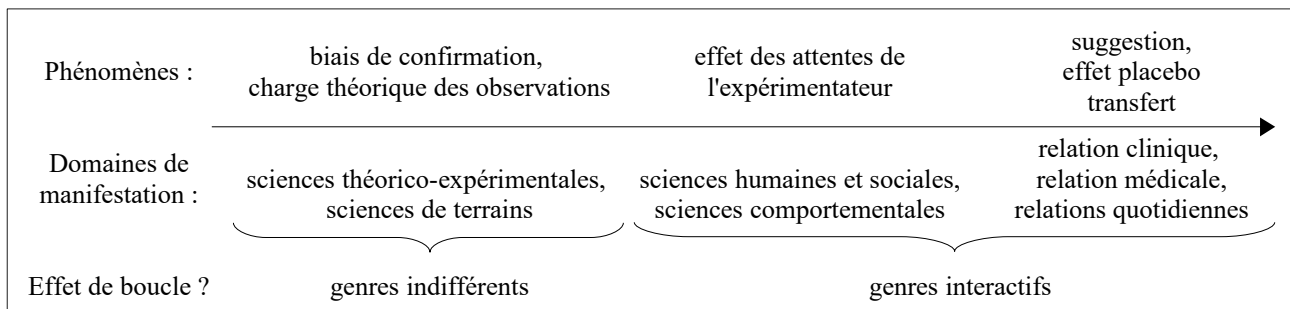 Phénomènes :
biais de confirmation,
charge théorique des observations
effet des attentes de
l'expérimentateur
suggestion,
effet placebo
transfert
Domaines de
manifestation :
sciences théorico-expérimentales,
sciences de terrains
sciences humaines et sociales,
sciences comportementales
relation clinique,
relation médicale,
relations quotidiennes
Effet de boucle ?
genres indifférents
genres interactifs